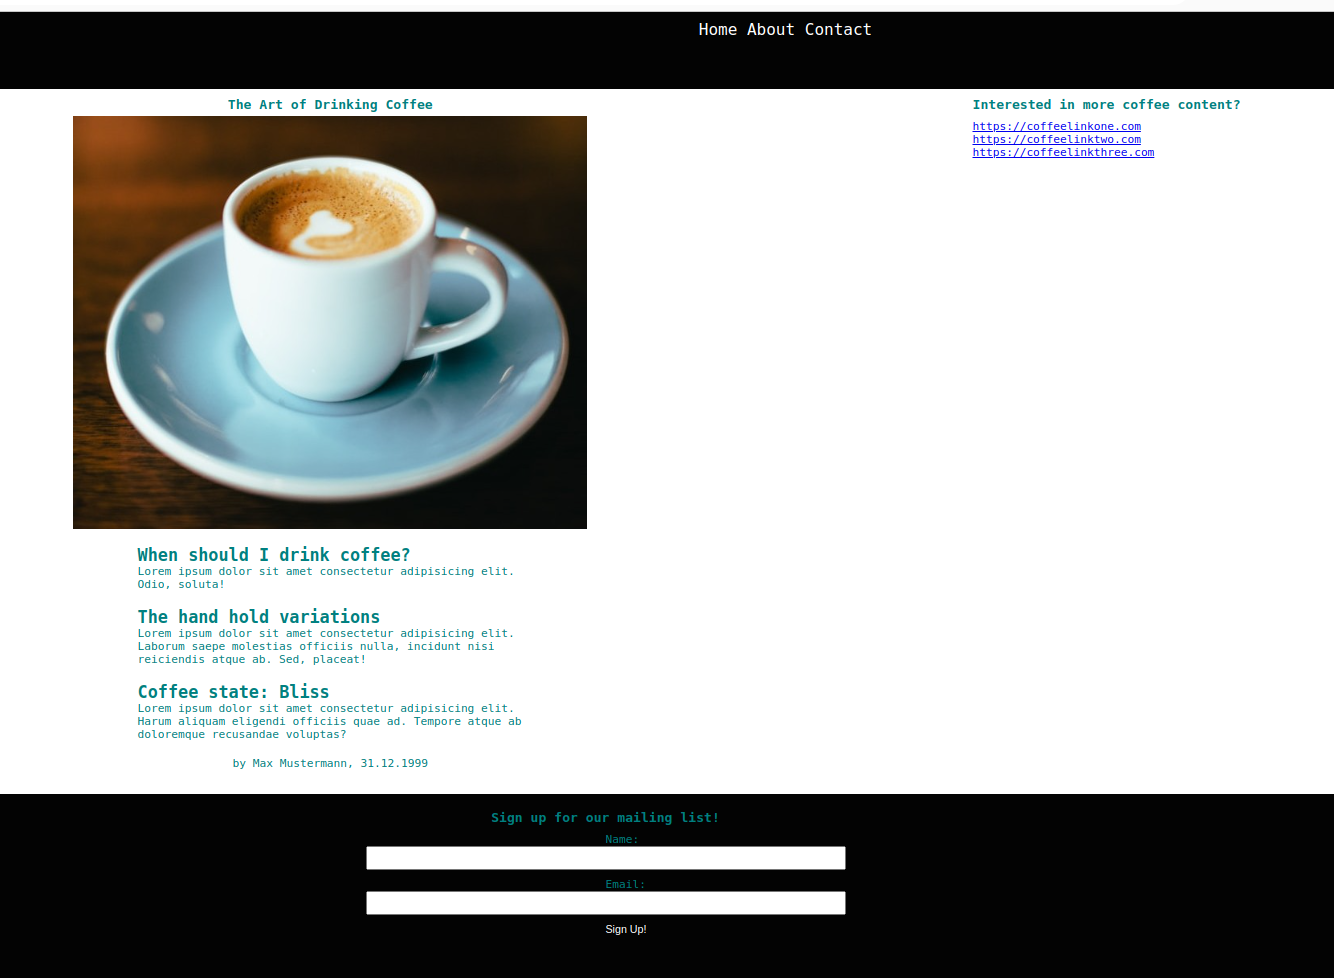 Home About Contact
The Art of Drinking Coffee
When should I drink coffee?
Lorem ipsum dolor sit amet consectetur adipisicing elit.
Odio, soluta!
The hand hold variations
Lorem ipsum dolor sit amet consectetur adipisicing elit.
Laborum saepe molestias officiis nulla, incidunt nisi
reiciendis atque ab. Sed, placeat!
Coffee state: Bliss
Lorem ipsum dolor sit amet consectetur adipisicing elit.
Harum aliquam eligendi officiis quae ad. Tempore atque ab
doloremque recusandae voluptas?
by Max Mustermann, 31.12.1999
Interested in more coffee content?
https://coffeelinkone.com
https://coffeelinktwo.com
https://coffeelinkthree.com
Sign up for our mailing list!
Name:
Email:
Sign Up!